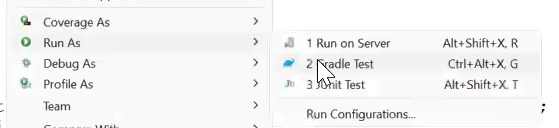 Coverage As
Run As
Debug As
Profile As
Team
1 Run on Server Alt+Shift+X, R
2 Gradle Test Ctrl+Alt+X, G
3 JUnit Test Alt+Shift+X, T
Run Configurations...